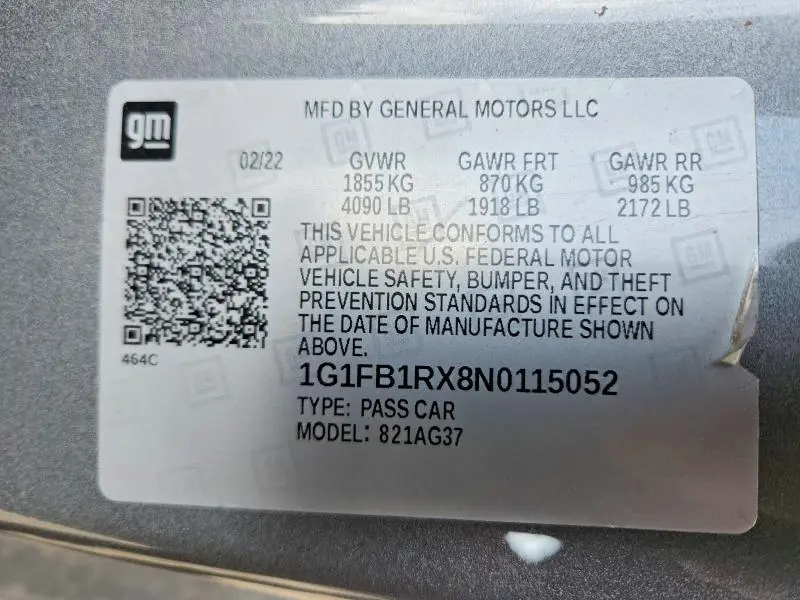 gm
MFD BY GENERAL MOTORS LLC
02/22 GVWR GAWR FRT GAWR RR
1855 KG 870 KG 985 KG
4090 LB 1918 LB 2172 LB
THIS VEHICLE CONFORMS TO ALL
APPLICABLE U.S. FEDERAL MOTOR
VEHICLE SAFETY, BUMPER, AND THEFT
PREVENTION STANDARDS IN EFFECT ON
THE DATE OF MANUFACTURE SHOWN
ABOVE.
464C
1G1FB1RX8N0115052
TYPE: PASS CAR
MODEL: 821AG37